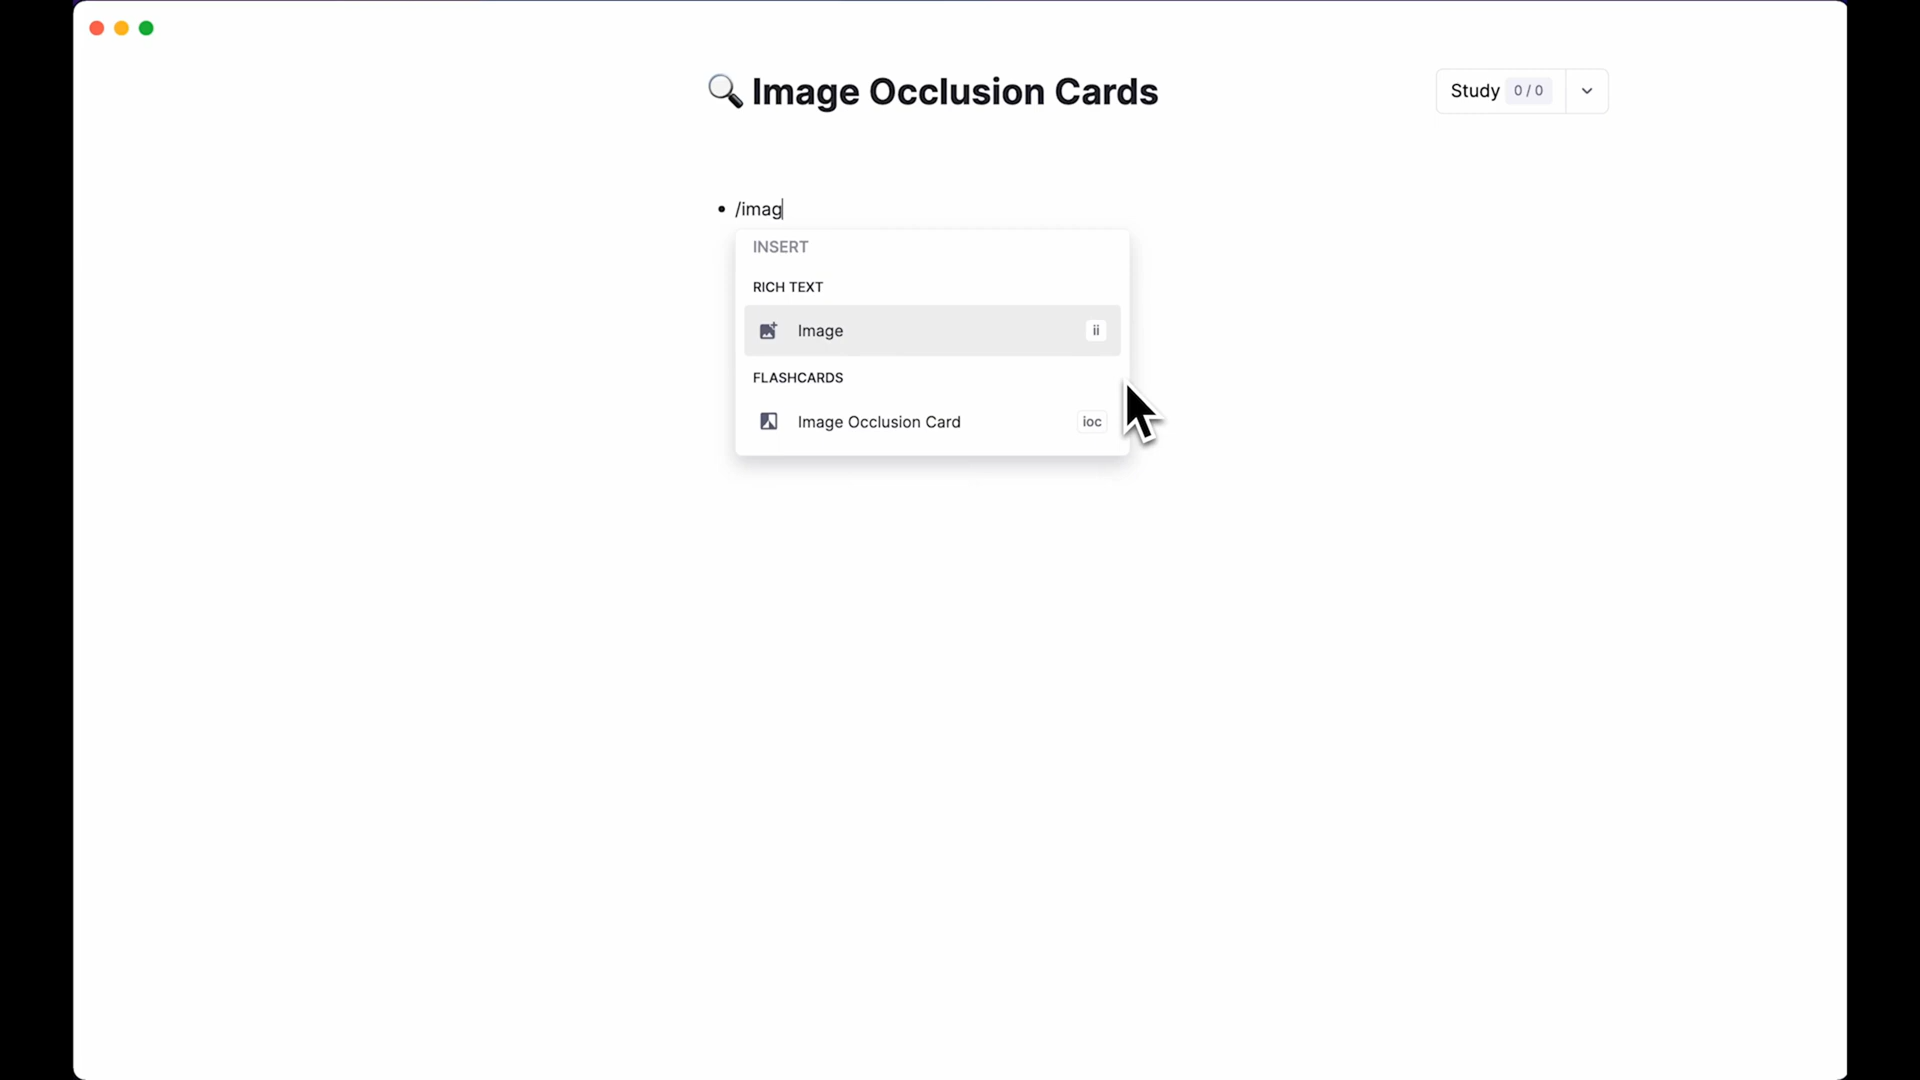 🔍 Image Occlusion Cards
Study 0 / 0
• /imag
INSERT
RICH TEXT
Image ii
FLASHCARDS
Image Occlusion Card ioc